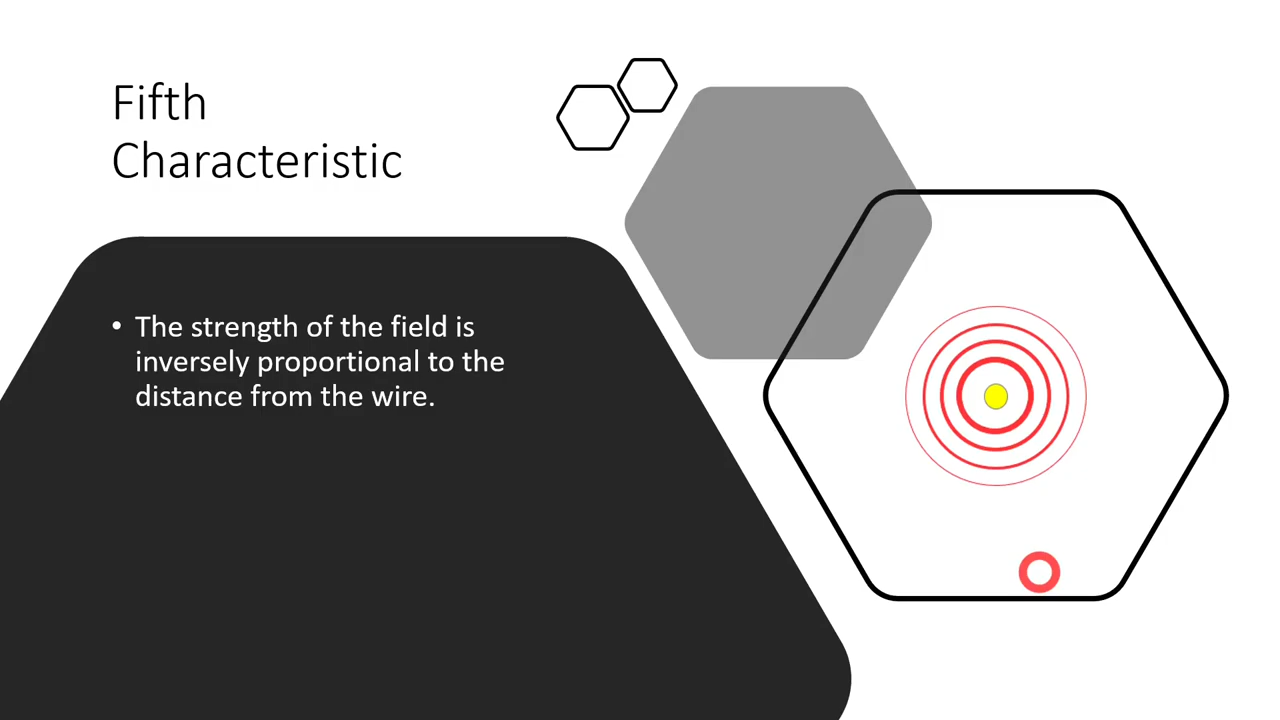 Fifth
Characteristic
• The strength of the field is
inversely proportional to the
distance from the wire.